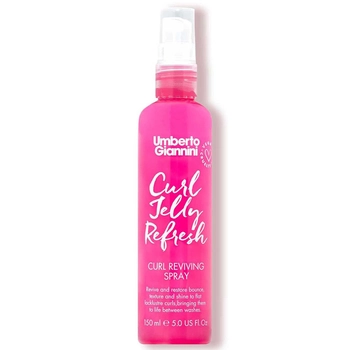 Umberto
Giannini
Curl
Jelly
Refresh
CURL REVIVING
SPRAY
Revive and restore bounce,
texture and shine to flat
lacklustre curls, bringing them
to life between washes.
150 ml e 5.0 US Fl.Oz